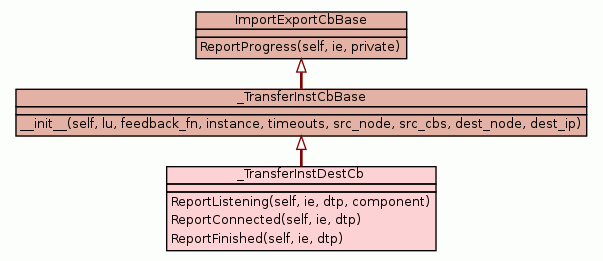 ImportExportCbBase
ReportProgress(self, ie, private)
_TransferInstCbBase
__init__(self, lu, feedback_fn, instance, timeouts, src_node, src_cbs, dest_node, dest_ip)
_TransferInstDestCb
ReportListening(self, ie, dtp, component)
ReportConnected(self, ie, dtp)
ReportFinished(self, ie, dtp)